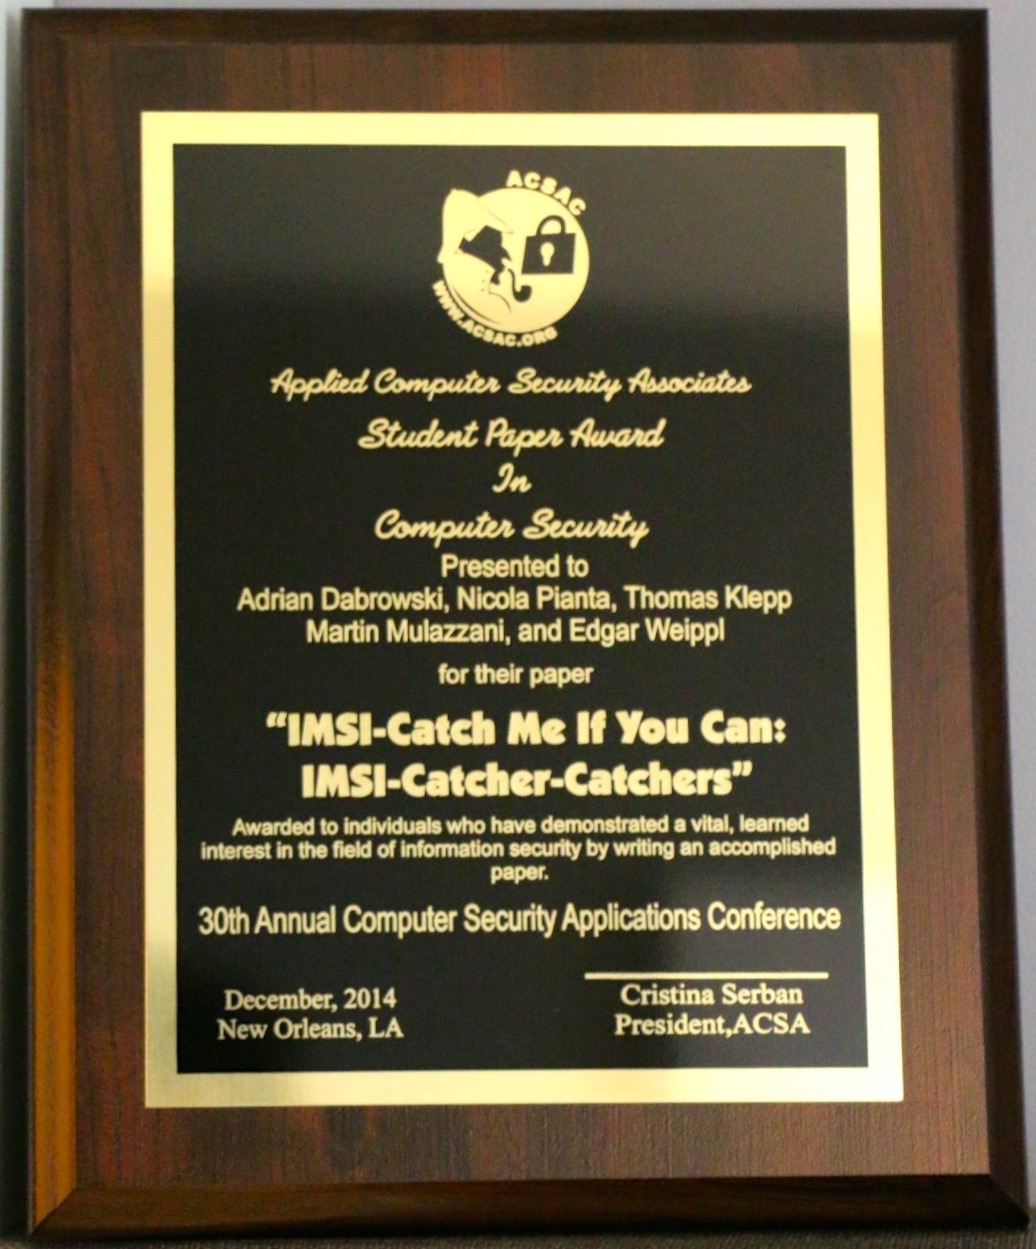 ACSAC
WWW.ACSAC.ORG
Applied Computer Security Associates
Student Paper Award
In
Computer Security
Presented to
Adrian Dabrowski, Nicola Pianta, Thomas Klepp
Martin Mulazzani, and Edgar Weippl
for their paper
“IMSI-Catch Me If You Can:
IMSI-Catcher-Catchers”
Awarded to individuals who have demonstrated a vital, learned
interest in the field of information security by writing an accomplished
paper.
30th Annual Computer Security Applications Conference
December, 2014
New Orleans, LA
Cristina Serban
President,ACSA